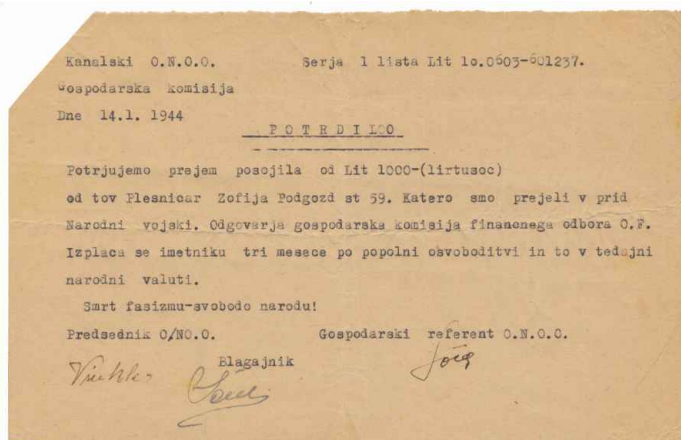 Kanalski O.N.O.O. Serja 1 lista Lit 1o.0603-601237.
Gospodarska komisija
Dne 14.1. 1944
POTRDILOO
Potrjujemo prejem posojila od Lit 1000-(lirtusoc)
od tov Plesnicar Zofija Podgozd st 59. Katero smo prejeli v prid
Narodni vojski. Odgovarja gospodarska komisija financnega odbora O.F.
Izplaca se imetniku tri mesece po popolni osvoboditvi in to v tedajni
narodni valuti.
Smrt fasizmu-svobodo narodu!
Predsednik O/NO.O. Gospodarski referent O.N.O.O.
Blagajnik